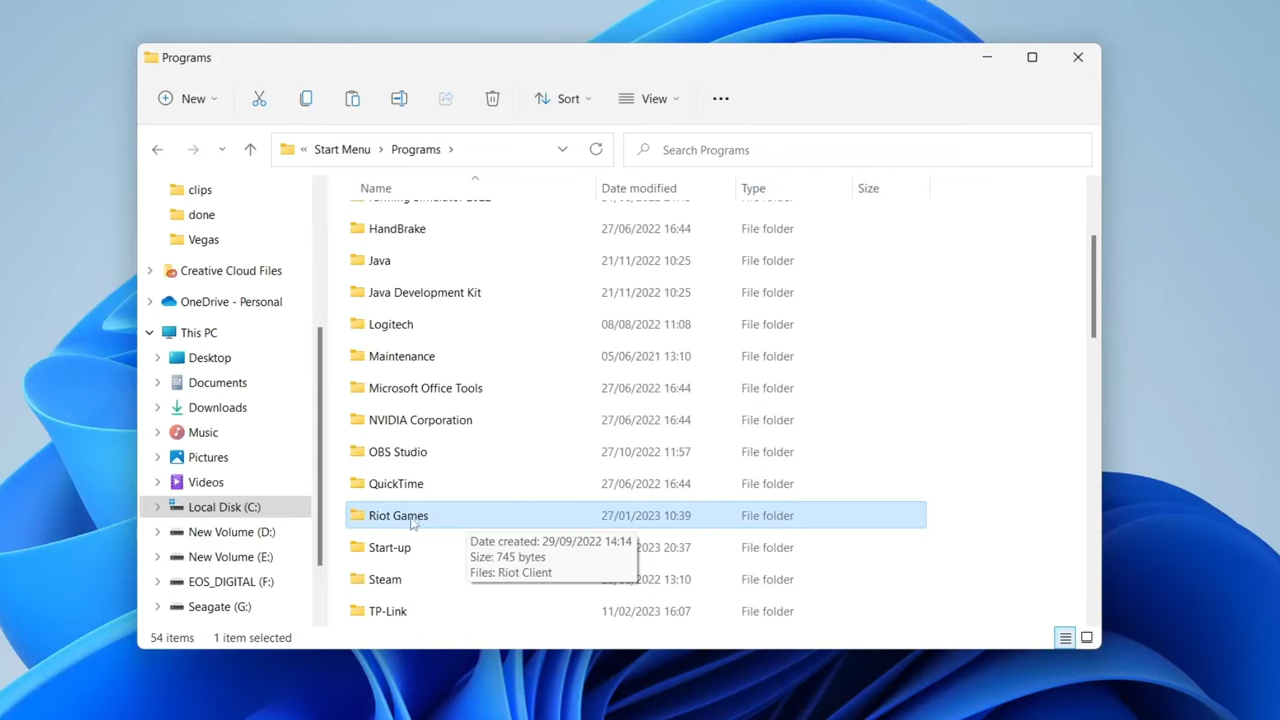 Programs
New
Sort
View
« Start Menu > Programs >
Search Programs
clips
done
Vegas
Creative Cloud Files
OneDrive - Personal
This PC
Desktop
Documents
Downloads
Music
Pictures
Videos
Local Disk (C:)
New Volume (D:)
New Volume (E:)
EOS_DIGITAL (F:)
Seagate (G:)
Name Date modified Type Size
HandBrake 27/06/2022 16:44 File folder
Java 21/11/2022 10:25 File folder
Java Development Kit 21/11/2022 10:25 File folder
Logitech 08/08/2022 11:08 File folder
Maintenance 05/06/2021 13:10 File folder
Microsoft Office Tools 27/06/2022 16:44 File folder
NVIDIA Corporation 27/06/2022 16:44 File folder
OBS Studio 27/10/2022 11:57 File folder
QuickTime 27/06/2022 16:44 File folder
Riot Games 27/01/2023 10:39 File folder
Start-up 2023 20:37 File folder
Steam 2022 13:10 File folder
TP-Link 11/02/2023 16:07 File folder
Date created: 29/09/2022 14:14
Size: 745 bytes
Files: Riot Client
54 items 1 item selected